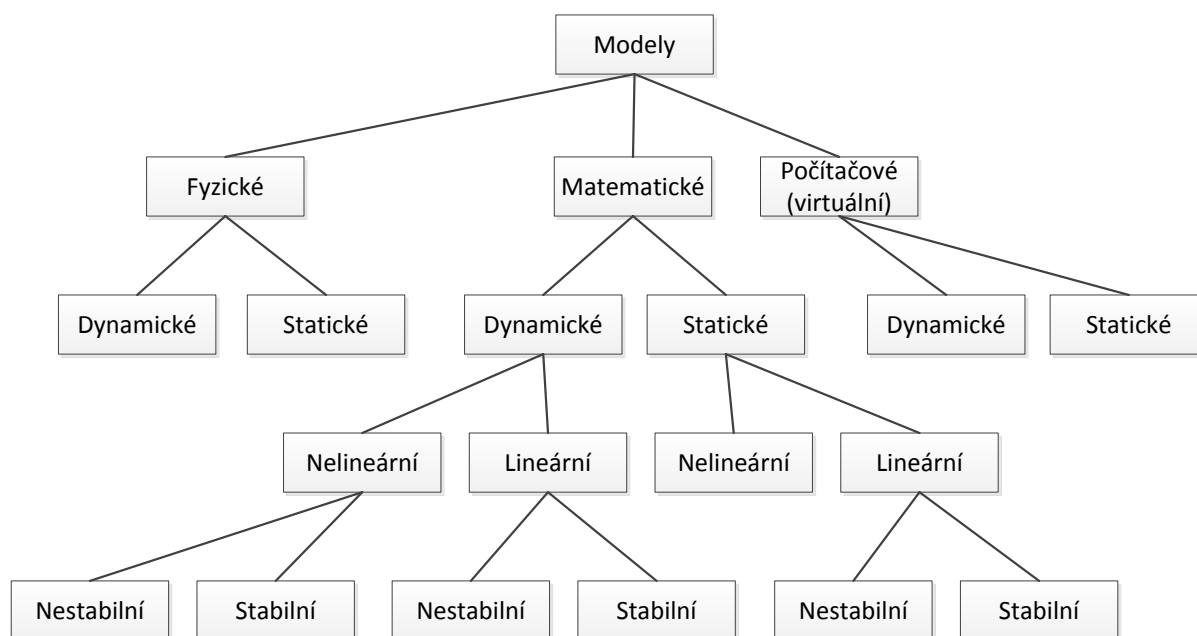 Modely
Fyzické
Matematické
Počítačové
(virtuální)
Dynamické
Statické
Dynamické
Statické
Dynamické
Statické
Nelineární
Lineární
Nelineární
Lineární
Nestabilní
Stabilní
Nestabilní
Stabilní
Nestabilní
Stabilní